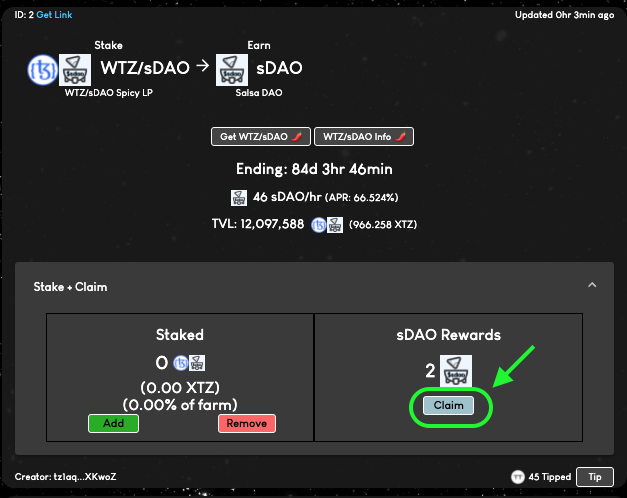 ID: 2 Get Link
Updated 0hr 3min ago
Stake
Earn
WTZ/sDAO → sDAO
WTZ/sDAO Spicy LP
Salsa DAO
Get WTZ/sDAO 🌶️ WTZ/sDAO Info 🌶️
Ending: 84d 3hr 46min
46 sDAO/hr (APR: 66.524%)
TVL: 12,097,588 (966.258 XTZ)
Stake + Claim
Staked
0
(0.00 XTZ)
(0.00% of farm)
Add
Remove
sDAO Rewards
2
Claim
Creator: tz1aq...XKwoZ
45 Tipped
Tip